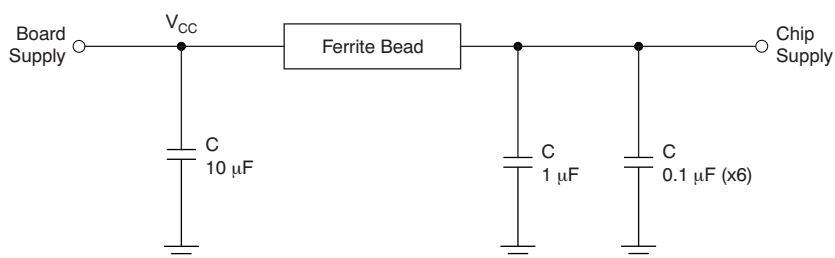 Board
Supply
V_CC
Ferrite Bead
Chip
Supply
C
10 μF
C
1 μF
C
0.1 μF (x6)